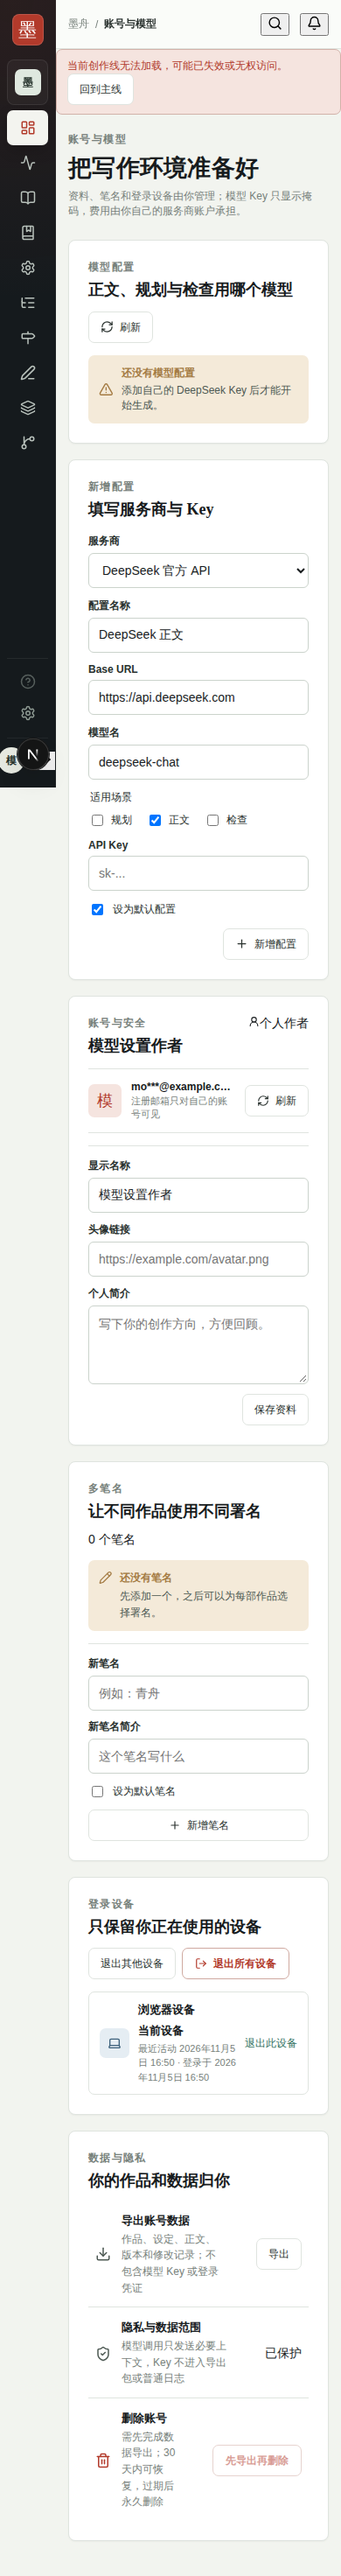 墨
墨舟 / 账号与模型
墨
当前创作线无法加载，可能已失效或无权访问。
回到主线
账号与模型
把写作环境准备好
资料、笔名和登录设备由你管理；模型 Key 只显示掩
码，费用由你自己的服务商账户承担。
模型配置
正文、规划与检查用哪个模型
刷新
还没有模型配置
添加自己的 DeepSeek Key 后才能开
始生成。
新增配置
填写服务商与 Key
服务商
DeepSeek 官方 API
配置名称
DeepSeek 正文
Base URL
https://api.deepseek.com
模型名
deepseek-chat
适用场景
规划 正文 检查
API Key
sk-...
设为默认配置
新增配置
模
N
账号与安全
个人作者
模型设置作者
模
mo***@example.c...
注册邮箱只对自己的账
号可见
刷新
显示名称
模型设置作者
头像链接
https://example.com/avatar.png
个人简介
写下你的创作方向，方便回顾。
保存资料
多笔名
让不同作品使用不同署名
0 个笔名
还没有笔名
先添加一个，之后可以为每部作品选
择署名。
新笔名
例如：青舟
新笔名简介
这个笔名写什么
设为默认笔名
新增笔名
登录设备
只保留你正在使用的设备
退出其他设备
退出所有设备
浏览器设备
当前设备
最近活动 2026年11月5
日 16:50 · 登录于 2026
年11月5日 16:50
退出此设备
数据与隐私
你的作品和数据归你
导出账号数据
作品、设定、正文、
版本和修改记录；不
包含模型 Key 或登录
凭证
导出
隐私与数据范围
模型调用只发送必要上
下文，Key 不进入导出
包或普通日志
已保护
删除账号
需先完成数
据导出；30
天内可恢
复，过期后
永久删除
先导出再删除